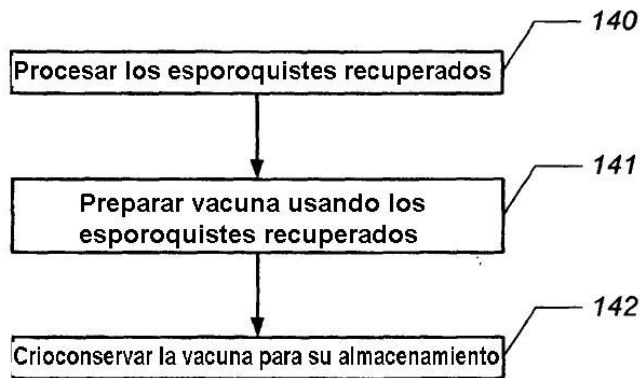 140
Procesar los esporoquistes recuperados
141
Preparar vacuna usando los
esporoquistes recuperados
142
Crioconservar la vacuna para su almacenamiento